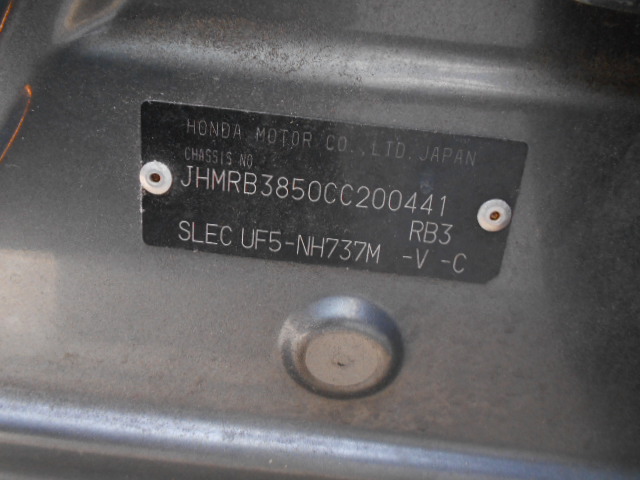 HONDA MOTOR CO.,LTD.JAPAN
CHASSIS NO.
JHMRB3850CC200441
RB3
SLEC UF5-NH737M -V -C